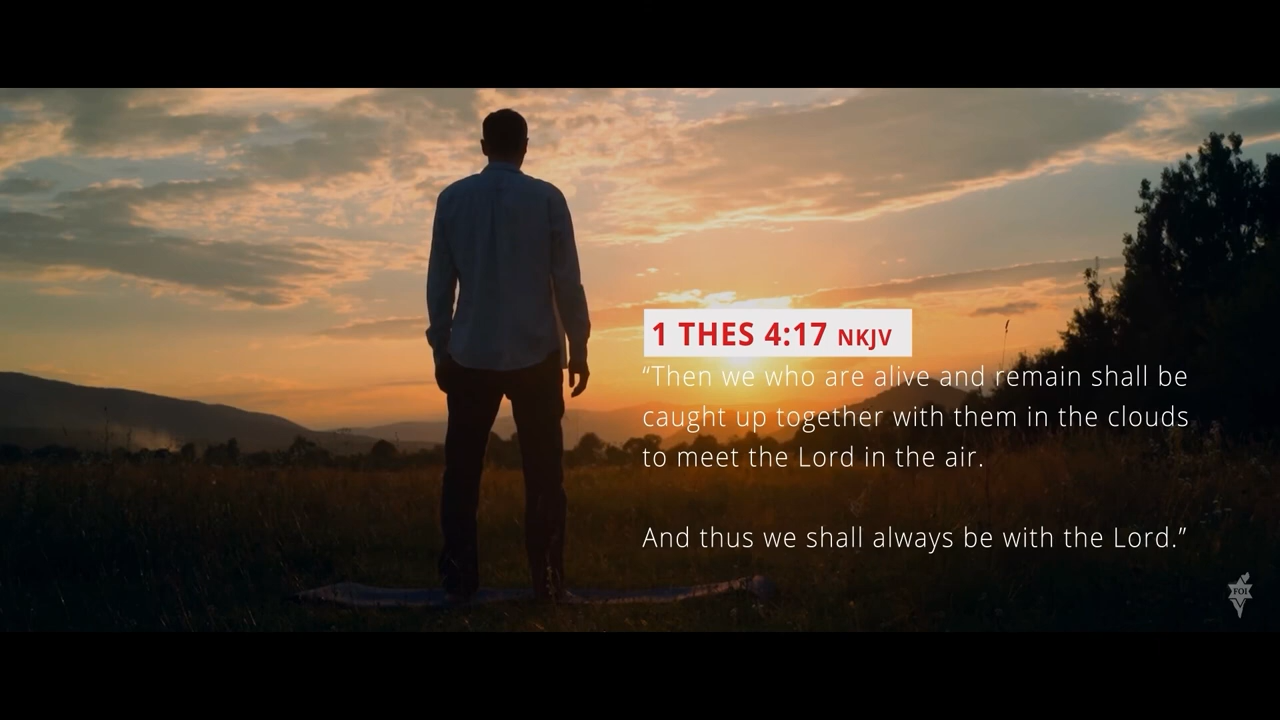 1 THES 4:17 NKJV
“Then we who are alive and remain shall be
caught up together with them in the clouds
to meet the Lord in the air.
And thus we shall always be with the Lord.”
FOI